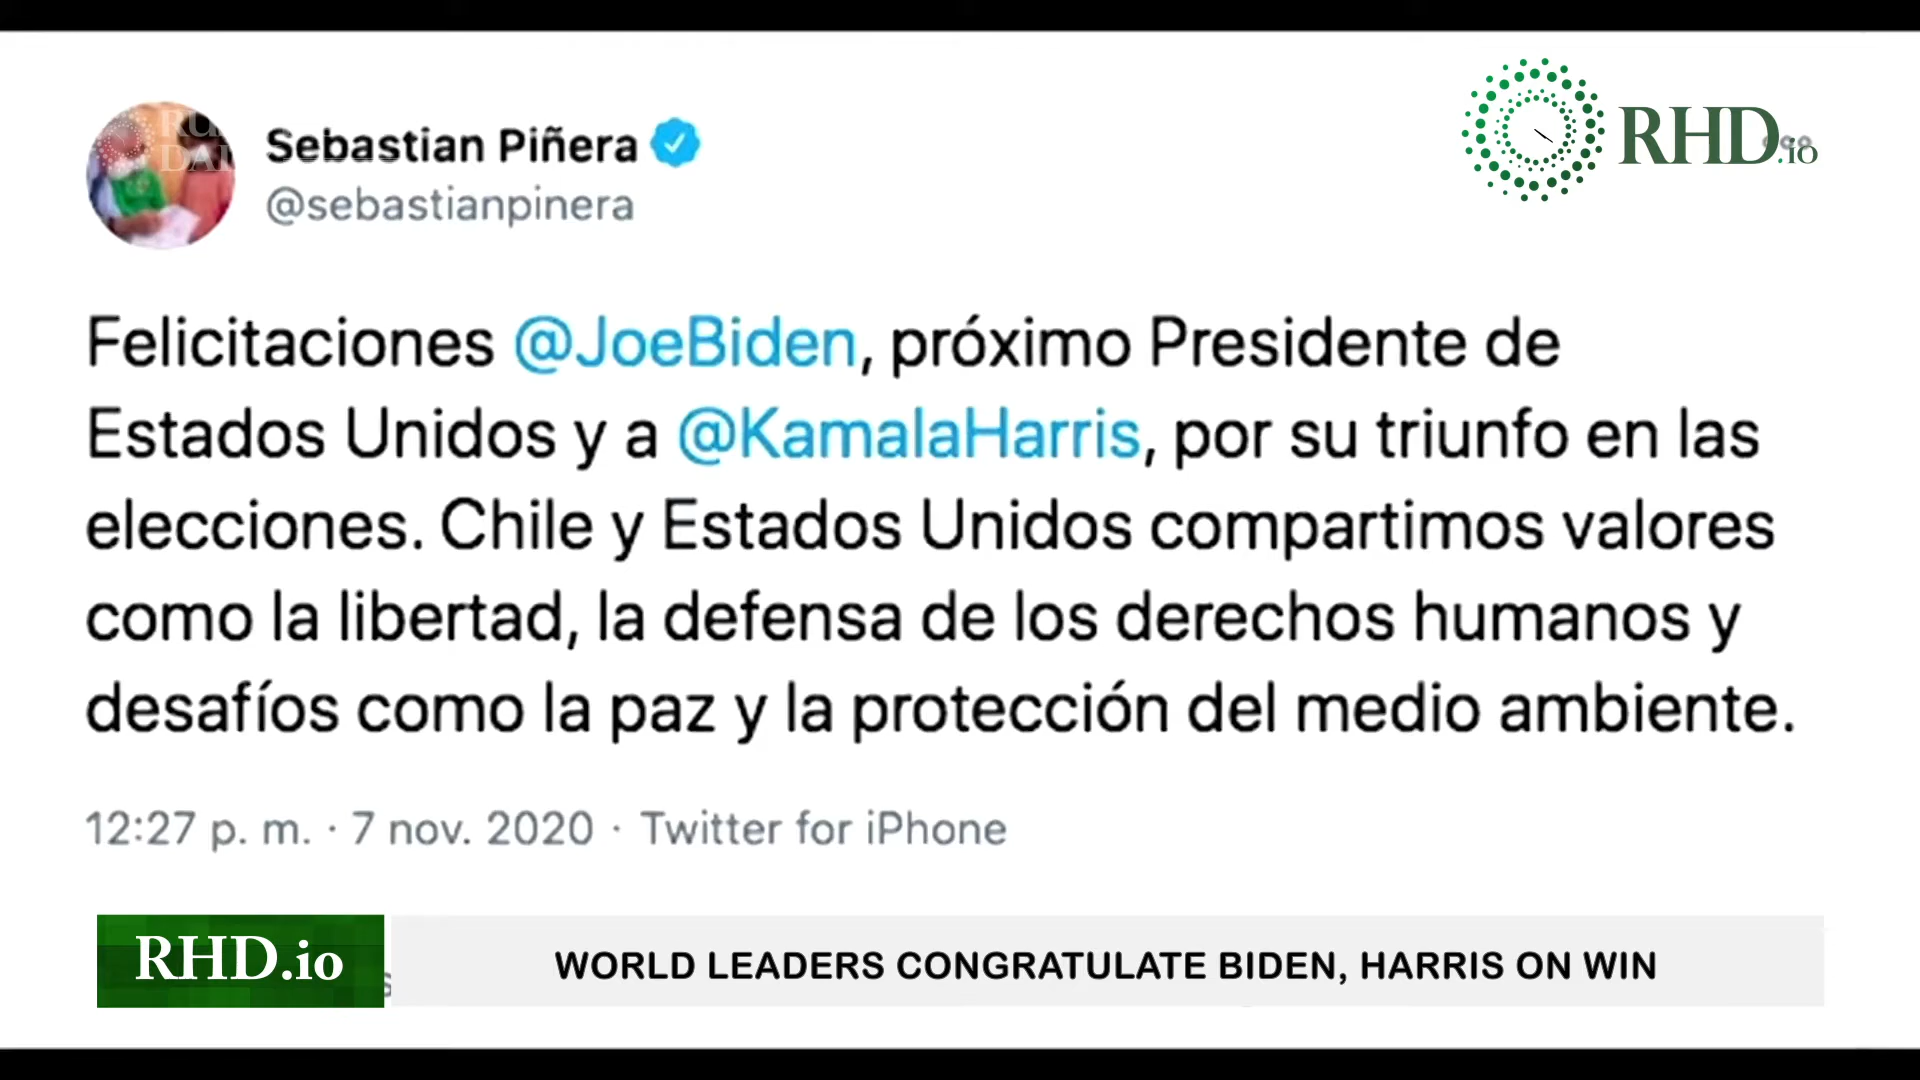 Sebastian Piñera
@sebastianpinera
RHD.io
Felicitaciones @JoeBiden, próximo Presidente de
Estados Unidos y a @KamalaHarris, por su triunfo en las
elecciones. Chile y Estados Unidos compartimos valores
como la libertad, la defensa de los derechos humanos y
desafíos como la paz y la protección del medio ambiente.
12:27 p. m. · 7 nov. 2020 · Twitter for iPhone
RHD.io
WORLD LEADERS CONGRATULATE BIDEN, HARRIS ON WIN